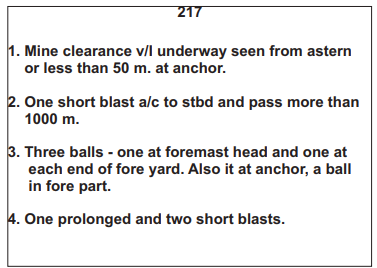 217
1. Mine clearance v/l underway seen from astern
or less than 50 m. at anchor.
2. One short blast a/c to stbd and pass more than
1000 m.
3. Three balls - one at foremast head and one at
each end of fore yard. Also it at anchor, a ball
in fore part.
4. One prolonged and two short blasts.